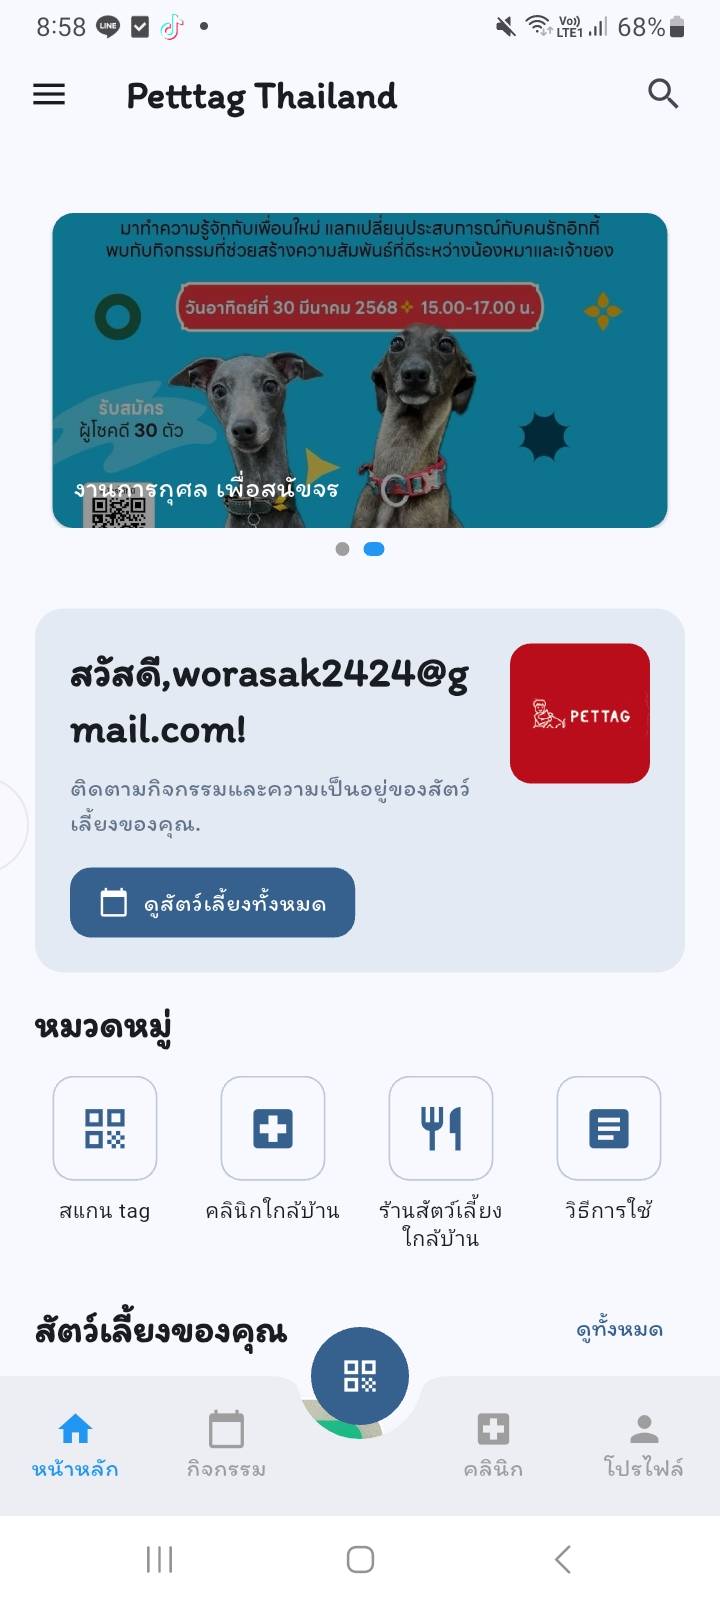 8:58
LINE
Vo)) LTE1
68%
Petttag Thailand
มาทำความรู้จักกับเพื่อนใหม่ แลกเปลี่ยนประสบการณ์กับคนรักอิกกี้
พบกับกิจกรรมที่ช่วยสร้างความสัมพันธ์ที่ดีระหว่างน้องหมาและเจ้าของ
วันอาทิตย์ที่ 30 มีนาคม 2568 15.00-17.00 น.
รับสมัคร
ผู้โชคดี 30 ตัว
งานการกุศล เพื่อสนัขจร
สวัสดี,worasak2424@g
mail.com!
PETTAG
ติดตามกิจกรรมและความเป็นอยู่ของสัตว์
เลี้ยงของคุณ.
ดูสัตว์เลี้ยงทั้งหมด
หมวดหมู่
สแกน tag
คลินิกใกล้บ้าน
ร้านสัตว์เลี้ยง
ใกล้บ้าน
วิธีการใช้
สัตว์เลี้ยงของคุณ
ดูทั้งหมด
หน้าหลัก
กิจกรรม
คลินิก
โปรไฟล์